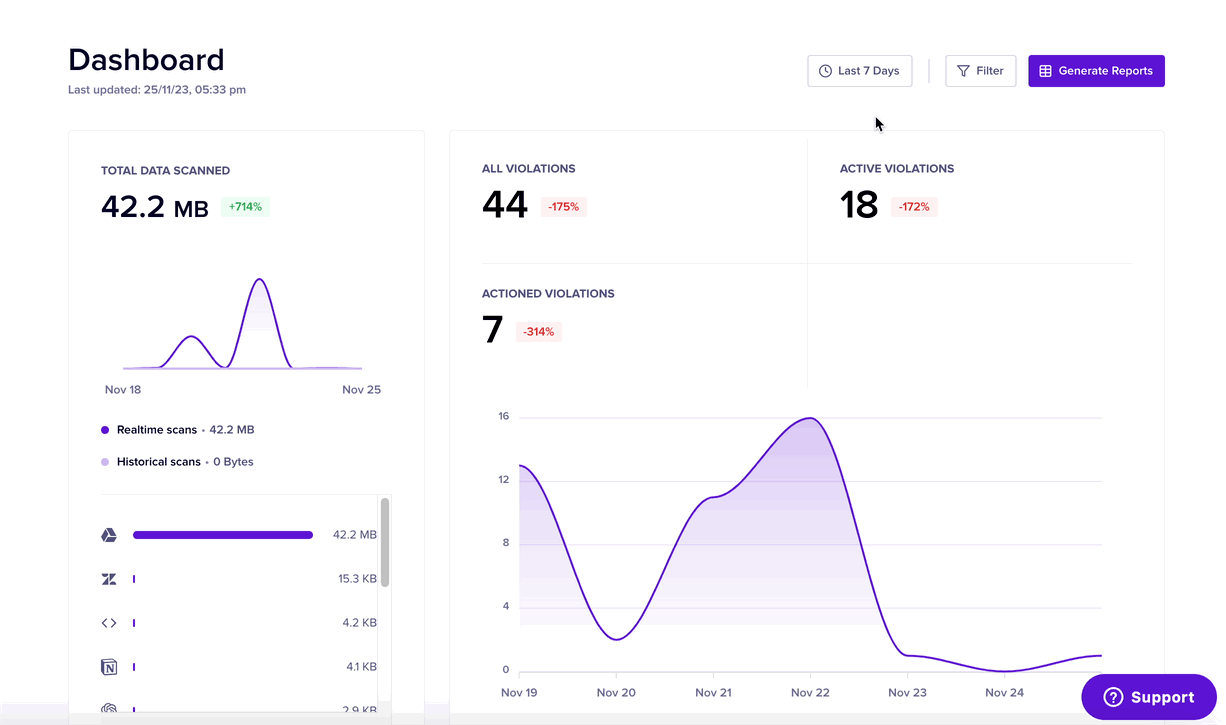 Dashboard
Last updated: 25/11/23, 05:33 pm
Last 7 Days
Filter
Generate Reports
TOTAL DATA SCANNED
42.2 MB +714%
Nov 18 Nov 25
Realtime scans • 42.2 MB
Historical scans • 0 Bytes
42.2 MB
15.3 KB
4.2 KB
N 4.1 KB
2.9 KB
ALL VIOLATIONS
44 -175%
ACTIVE VIOLATIONS
18 -172%
ACTIONED VIOLATIONS
7 -314%
16
12
8
4
0
Nov 19 Nov 20 Nov 21 Nov 22 Nov 23 Nov 24
? Support